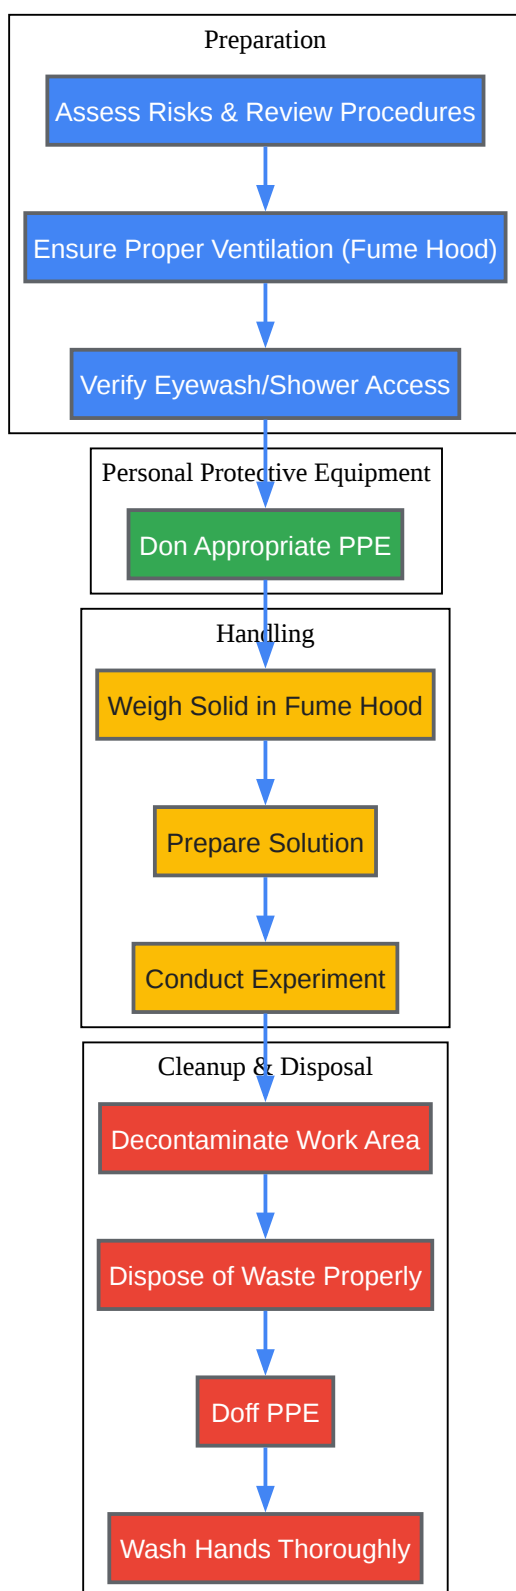 Preparation
Assess Risks & Review Procedures
Ensure Proper Ventilation (Fume Hood)
Verify Eyewash/Shower Access
Personal Protective Equipment
Don Appropriate PPE
Handling
Weigh Solid in Fume Hood
Prepare Solution
Conduct Experiment
Cleanup & Disposal
Decontaminate Work Area
Dispose of Waste Properly
Doff PPE
Wash Hands Thoroughly